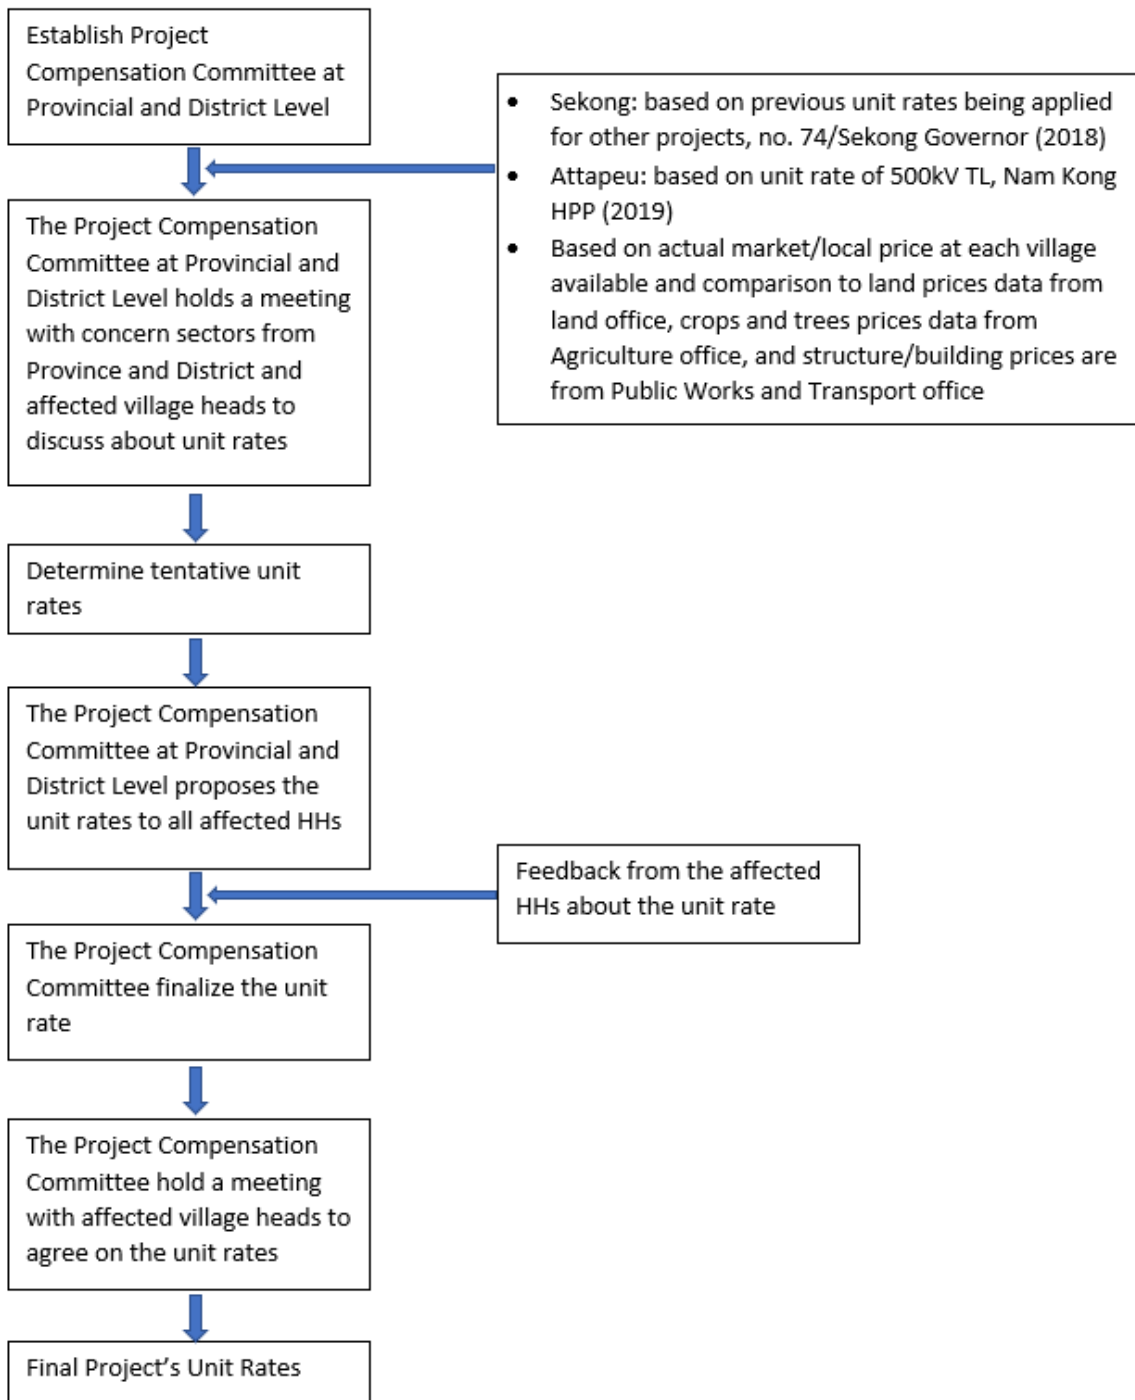 Establish Project
Compensation Committee at
Provincial and District Level
• Sekong: based on previous unit rates being applied
for other projects, no. 74/Sekong Governor (2018)
• Attapeu: based on unit rate of 500kV TL, Nam Kong
HPP (2019)
• Based on actual market/local price at each village
available and comparison to land prices data from
land office, crops and trees prices data from
Agriculture office, and structure/building prices are
from Public Works and Transport office
The Project Compensation
Committee at Provincial and
District Level holds a meeting
with concern sectors from
Province and District and
affected village heads to
discuss about unit rates
Determine tentative unit
rates
The Project Compensation
Committee at Provincial and
District Level proposes the
unit rates to all affected HHs
Feedback from the affected
HHs about the unit rate
The Project Compensation
Committee finalize the unit
rate
The Project Compensation
Committee hold a meeting
with affected village heads to
agree on the unit rates
Final Project’s Unit Rates